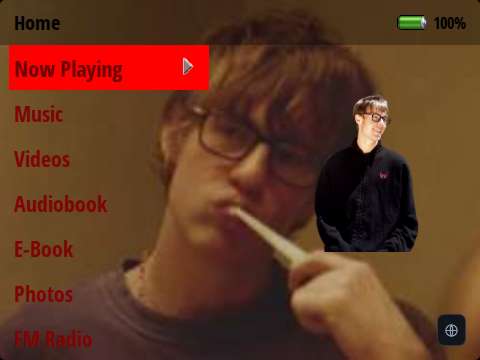 Home
100%
Now Playing
Music
Videos
Audiobook
E-Book
Photos
FM Radio